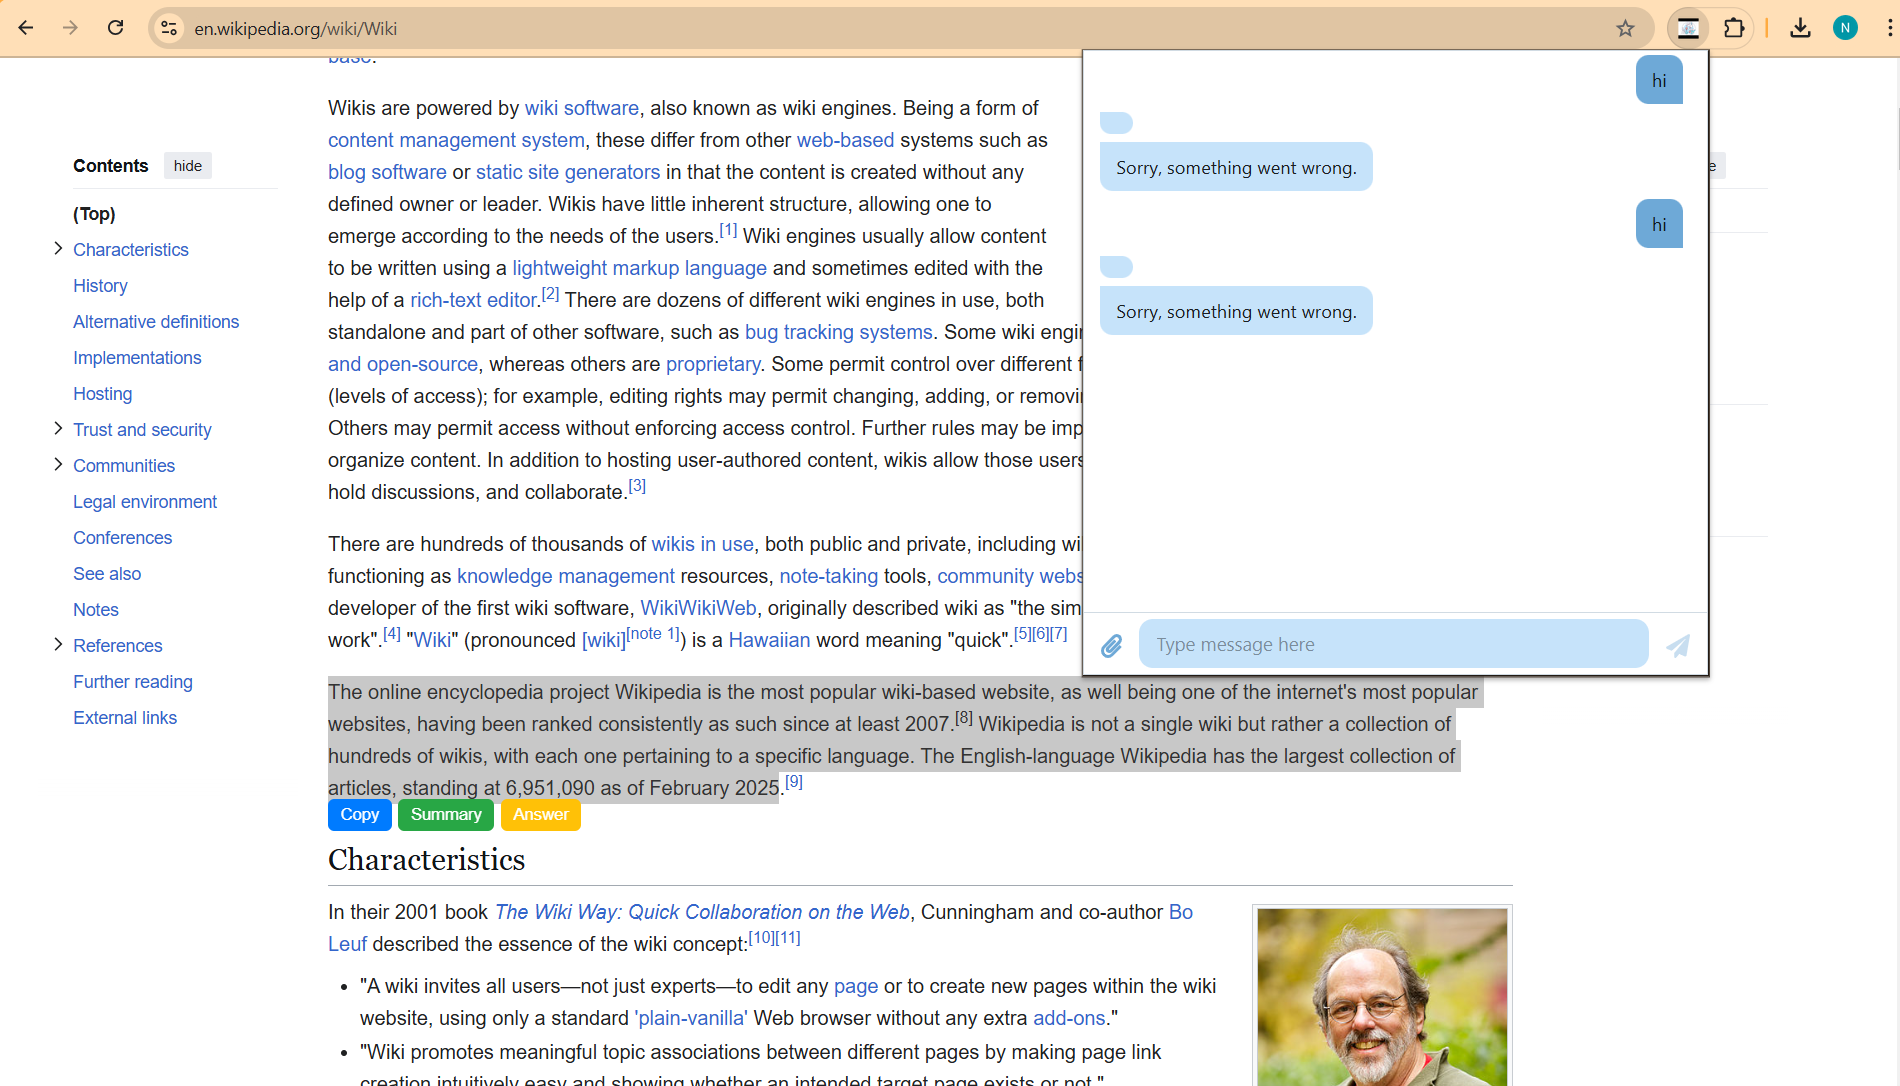 en.wikipedia.org/wiki/Wiki
N
base.
Contents hide
(Top)
Characteristics
History
Alternative definitions
Implementations
Hosting
Trust and security
Communities
Legal environment
Conferences
See also
Notes
References
Further reading
External links
Wikis are powered by wiki software, also known as wiki engines. Being a form of
content management system, these differ from other web-based systems such as
blog software or static site generators in that the content is created without any
defined owner or leader. Wikis have little inherent structure, allowing one to
emerge according to the needs of the users.[1] Wiki engines usually allow content
to be written using a lightweight markup language and sometimes edited with the
help of a rich-text editor.[2] There are dozens of different wiki engines in use, both
standalone and part of other software, such as bug tracking systems. Some wiki
and open-source, whereas others are proprietary. Some permit control over different
(levels of access); for example, editing rights may permit changing, adding, or
Others may permit access without enforcing access control. Further rules may be
organize content. In addition to hosting user-authored content, wikis allow those users
hold discussions, and collaborate.[3]
There are hundreds of thousands of wikis in use, both public and private, including
functioning as knowledge management resources, note-taking tools, community
developer of the first wiki software, WikiWikiWeb, originally described wiki as "the
work".[4] "Wiki" (pronounced [wiki][note 1]) is a Hawaiian word meaning "quick".[5][6][7]
The online encyclopedia project Wikipedia is the most popular wiki-based website, as well being one of the internet's most popular
websites, having been ranked consistently as such since at least 2007.[8] Wikipedia is not a single wiki but rather a collection of
hundreds of wikis, with each one pertaining to a specific language. The English-language Wikipedia has the largest collection of
articles, standing at 6,951,090 as of February 2025.[9]
Copy Summary Answer
Characteristics
In their 2001 book The Wiki Way: Quick Collaboration on the Web, Cunningham and co-author Bo
Leuf described the essence of the wiki concept:[10][11]
• "A wiki invites all users—not just experts—to edit any page or to create new pages within the wiki
website, using only a standard 'plain-vanilla' Web browser without any extra add-ons."
• "Wiki promotes meaningful topic associations between different pages by making page link
creation intuitively easy and showing whether an intended target page exists or not."
hi
Sorry, something went wrong.
hi
Sorry, something went wrong.
Type message here